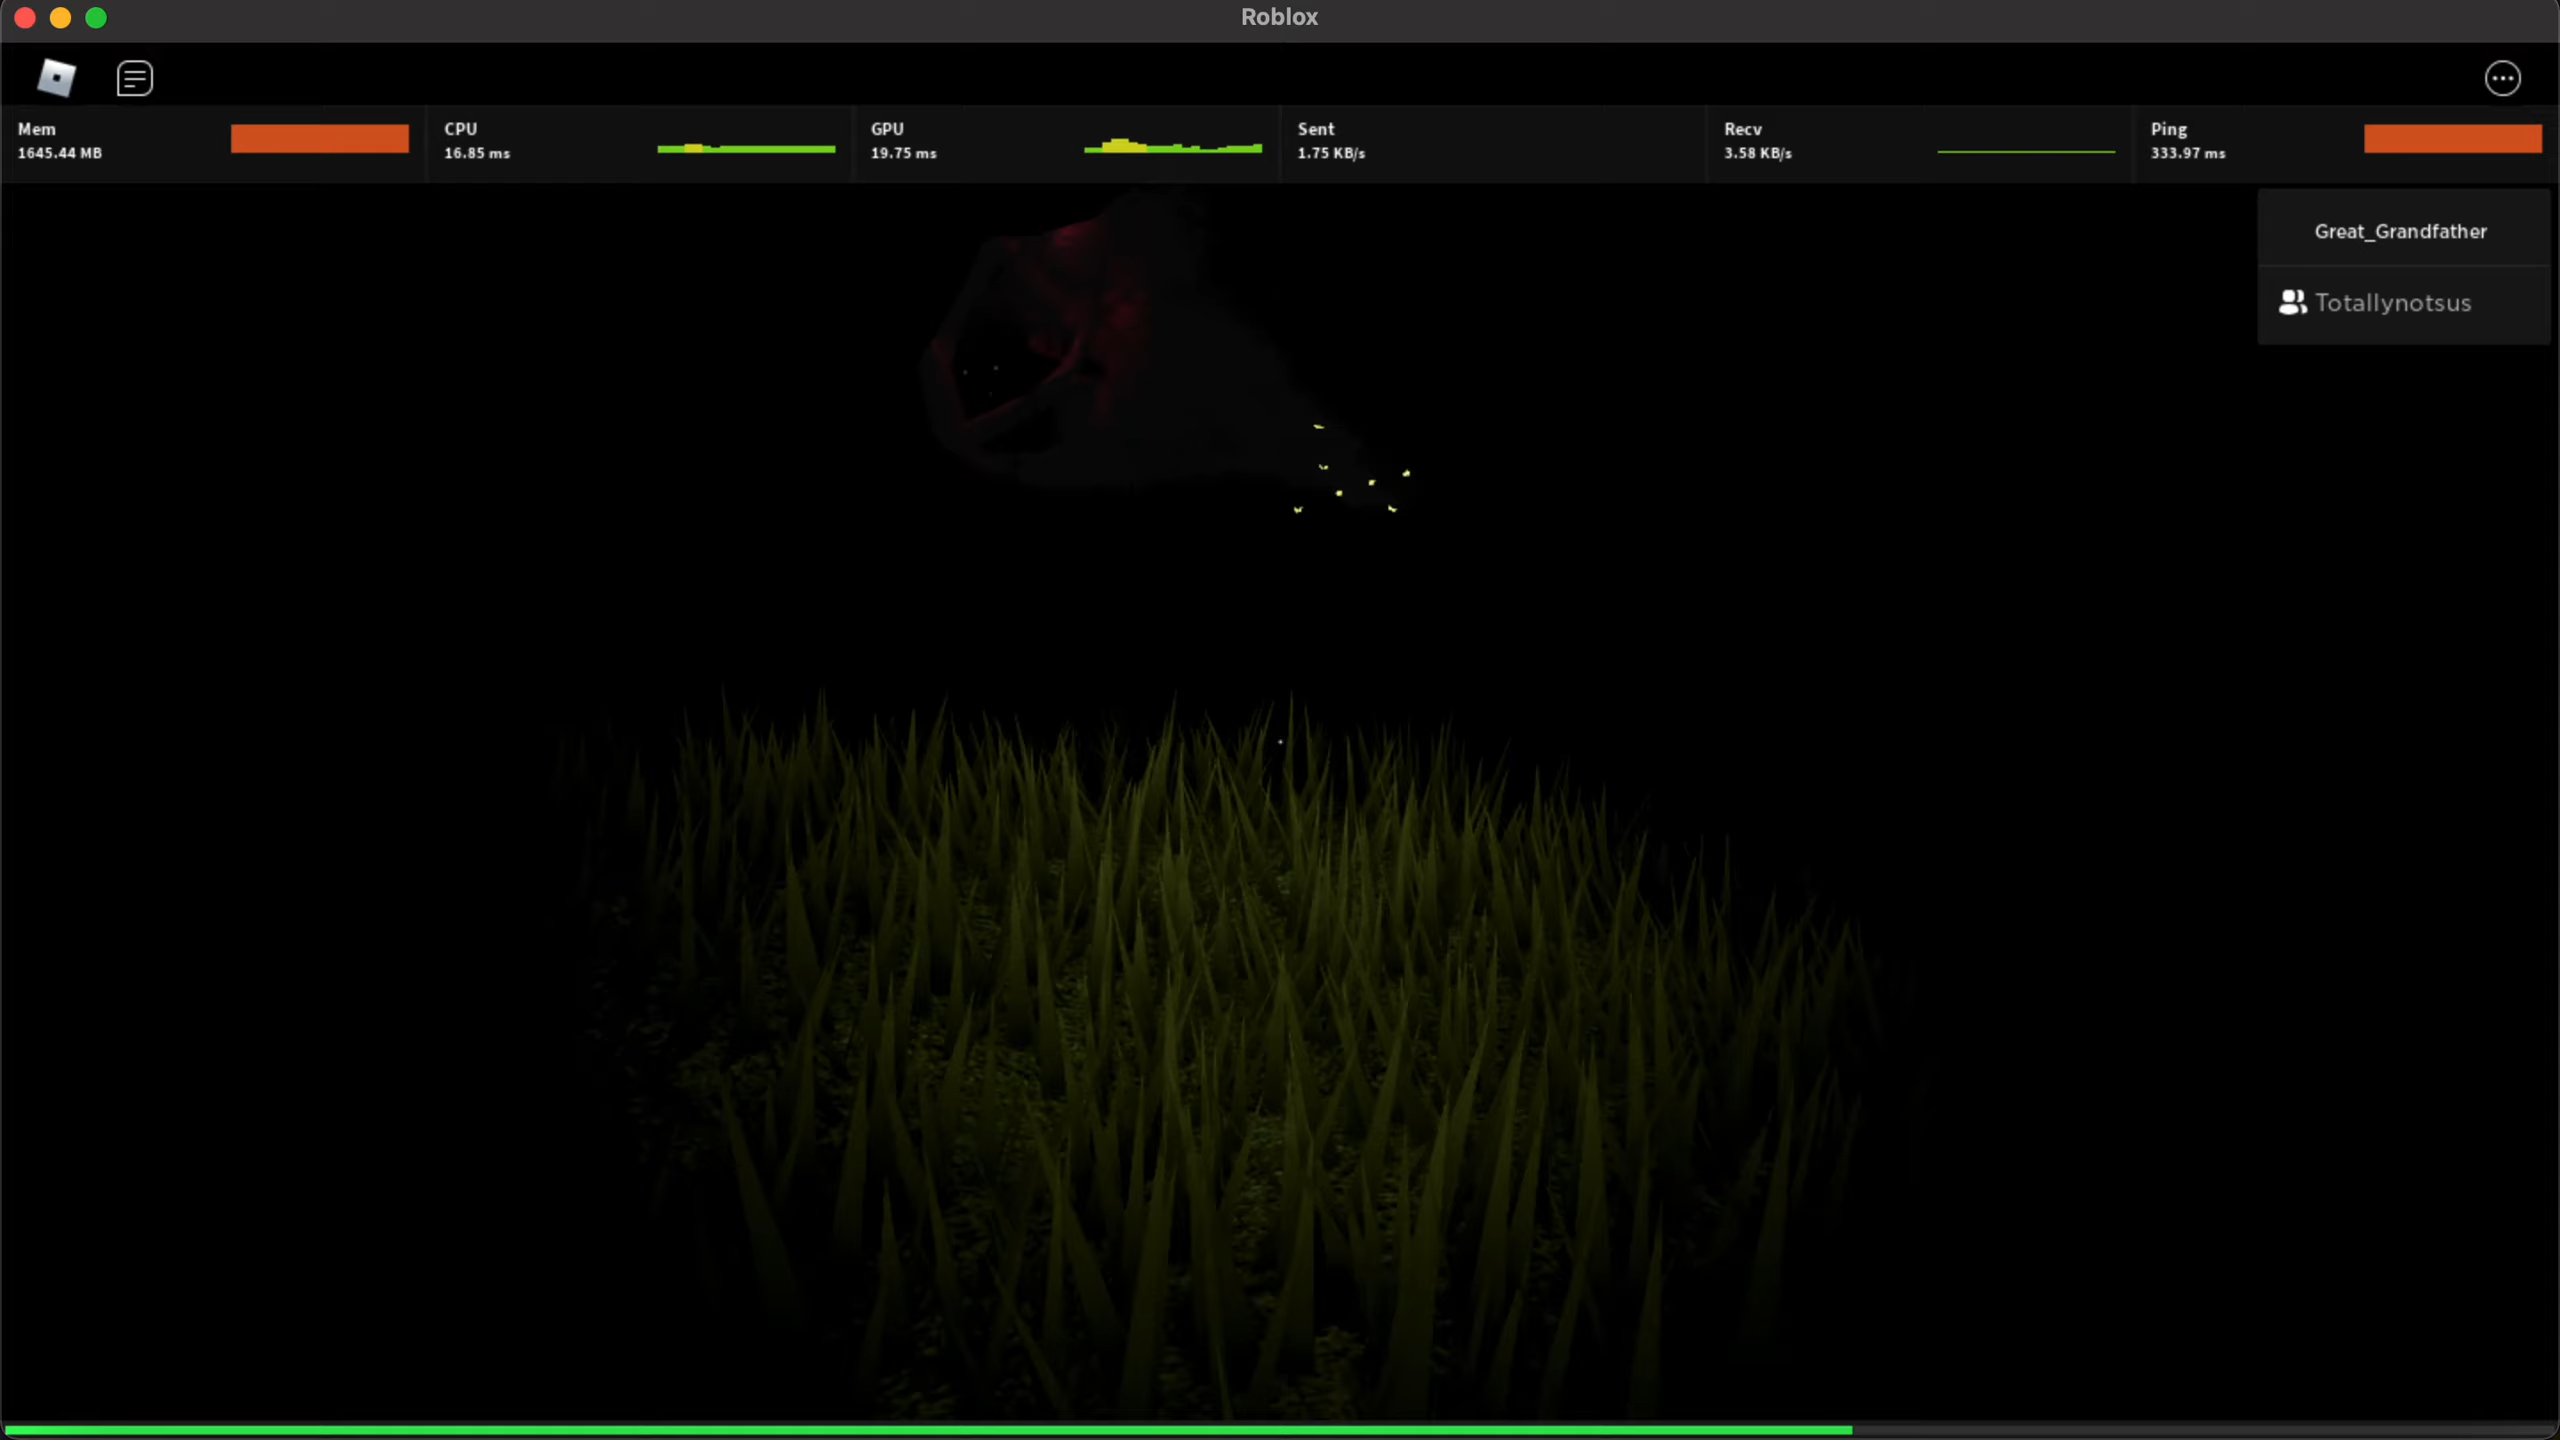 Roblox
Mem
1645.44 MB
CPU
16.85 ms
GPU
19.75 ms
Sent
1.75 KB/s
Recv
3.58 KB/s
Ping
333.97 ms
Great_Grandfather
Totallynotsus